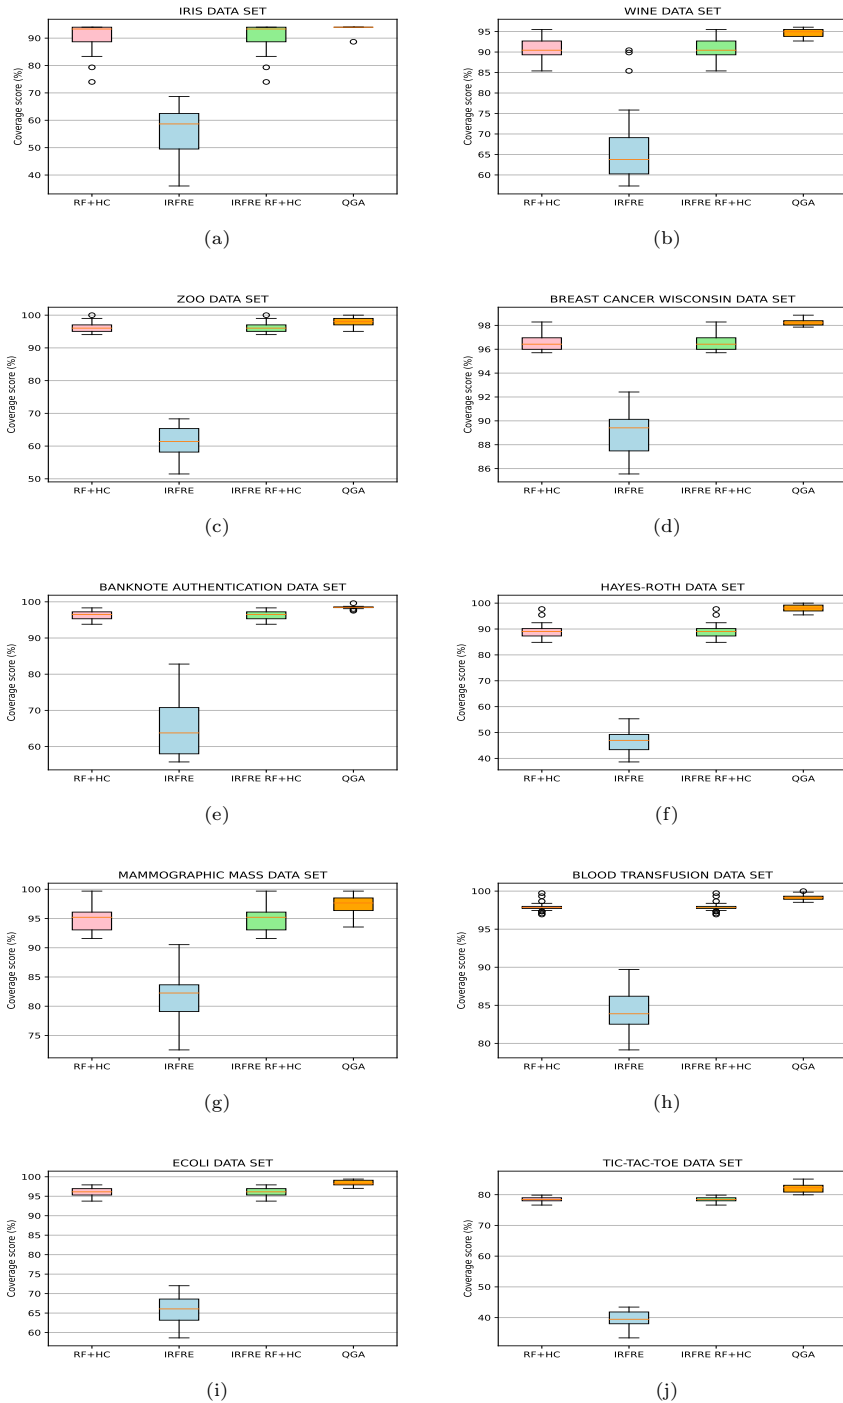 IRIS DATA SET
Coverage score (%)
90
80
70
60
50
40
RF+HC IRFRE IRFRE RF+HC QGA
(a)
WINE DATA SET
Coverage score (%)
95
90
85
80
75
70
65
60
RF+HC IRFRE IRFRE RF+HC QGA
(b)
ZOO DATA SET
Coverage score (%)
100
90
80
70
60
50
RF+HC IRFRE IRFRE RF+HC QGA
(c)
BREAST CANCER WISCONSIN DATA SET
Coverage score (%)
98
96
94
92
90
88
86
RF+HC IRFRE IRFRE RF+HC QGA
(d)
BANKNOTE AUTHENTICATION DATA SET
Coverage score (%)
100
90
80
70
60
RF+HC IRFRE IRFRE RF+HC QGA
(e)
HAYES-ROTH DATA SET
Coverage score (%)
100
90
80
70
60
50
40
RF+HC IRFRE IRFRE RF+HC QGA
(f)
MAMMOGRAPHIC MASS DATA SET
Coverage score (%)
100
95
90
85
80
75
RF+HC IRFRE IRFRE RF+HC QGA
(g)
BLOOD TRANSFUSION DATA SET
Coverage score (%)
100
95
90
85
80
RF+HC IRFRE IRFRE RF+HC QGA
(h)
ECOLI DATA SET
Coverage score (%)
100
95
90
85
80
75
70
65
60
RF+HC IRFRE IRFRE RF+HC QGA
(i)
TIC-TAC-TOE DATA SET
Coverage score (%)
80
70
60
50
40
RF+HC IRFRE IRFRE RF+HC QGA
(j)